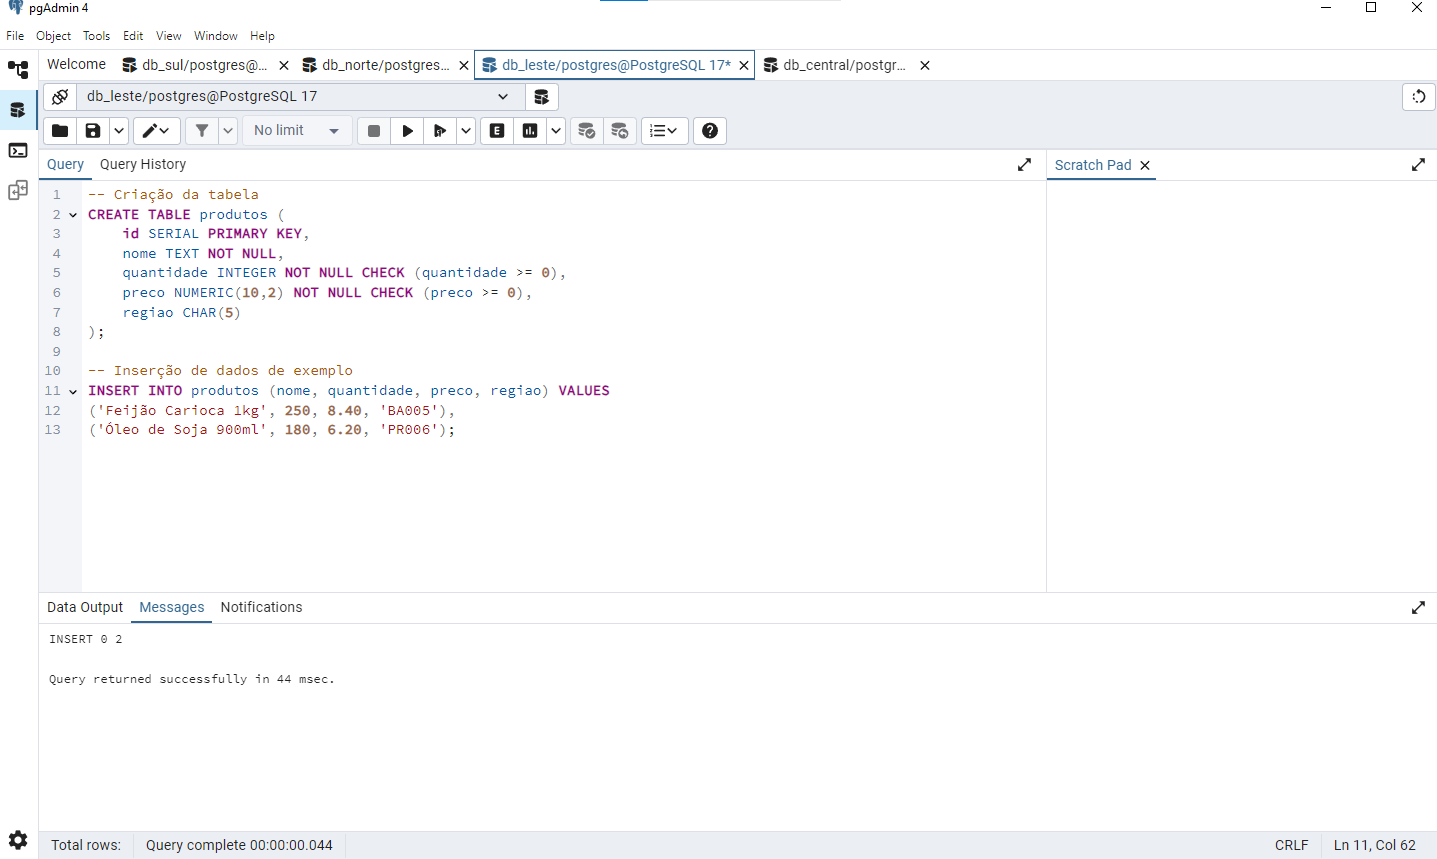 pgAdmin 4
File Object Tools Edit View Window Help
Welcome db_sul/postgres@... db_norte/postgres... db_leste/postgres@PostgreSQL 17* db_central/postgr...
db_leste/postgres@PostgreSQL 17
No limit
E
Query Query History Scratch Pad
1 -- Criação da tabela
2 CREATE TABLE produtos (
3 id SERIAL PRIMARY KEY,
4 nome TEXT NOT NULL,
5 quantidade INTEGER NOT NULL CHECK (quantidade >= 0),
6 preco NUMERIC(10,2) NOT NULL CHECK (preco >= 0),
7 regiao CHAR(5)
8 );
9
10 -- Inserção de dados de exemplo
11 INSERT INTO produtos (nome, quantidade, preco, regiao) VALUES
12 ('Feijão Carioca 1kg', 250, 8.40, 'BA005'),
13 ('Óleo de Soja 900ml', 180, 6.20, 'PR006');
Data Output Messages Notifications
INSERT 0 2
Query returned successfully in 44 msec.
Total rows: Query complete 00:00:00.044 CRLF Ln 11, Col 62